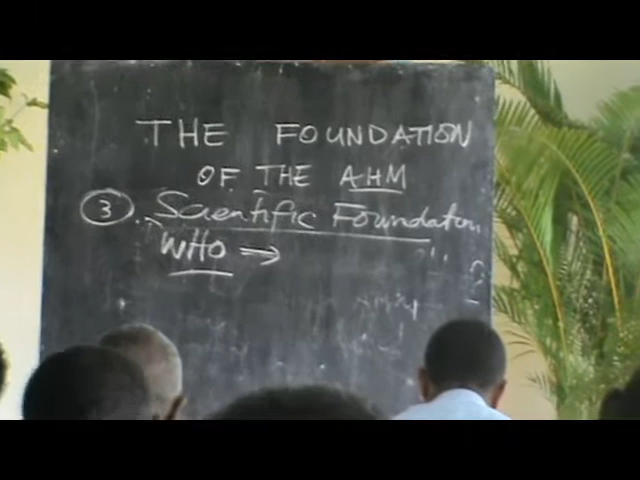 THE FOUNDATION
OF THE AHM
3. Scientific Foundation.
WHO ⇒